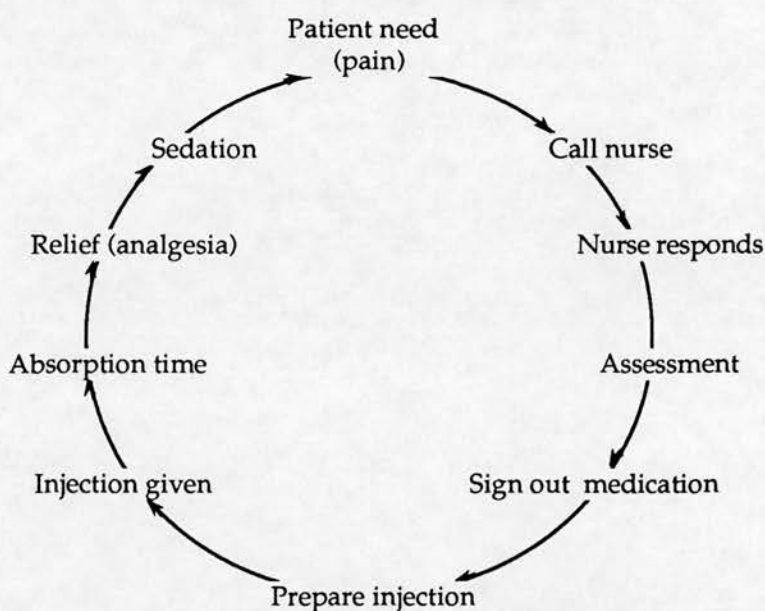 Patient need
(pain)
Call nurse
Nurse responds
Assessment
Sign out medication
Prepare injection
Injection given
Absorption time
Relief (analgesia)
Sedation